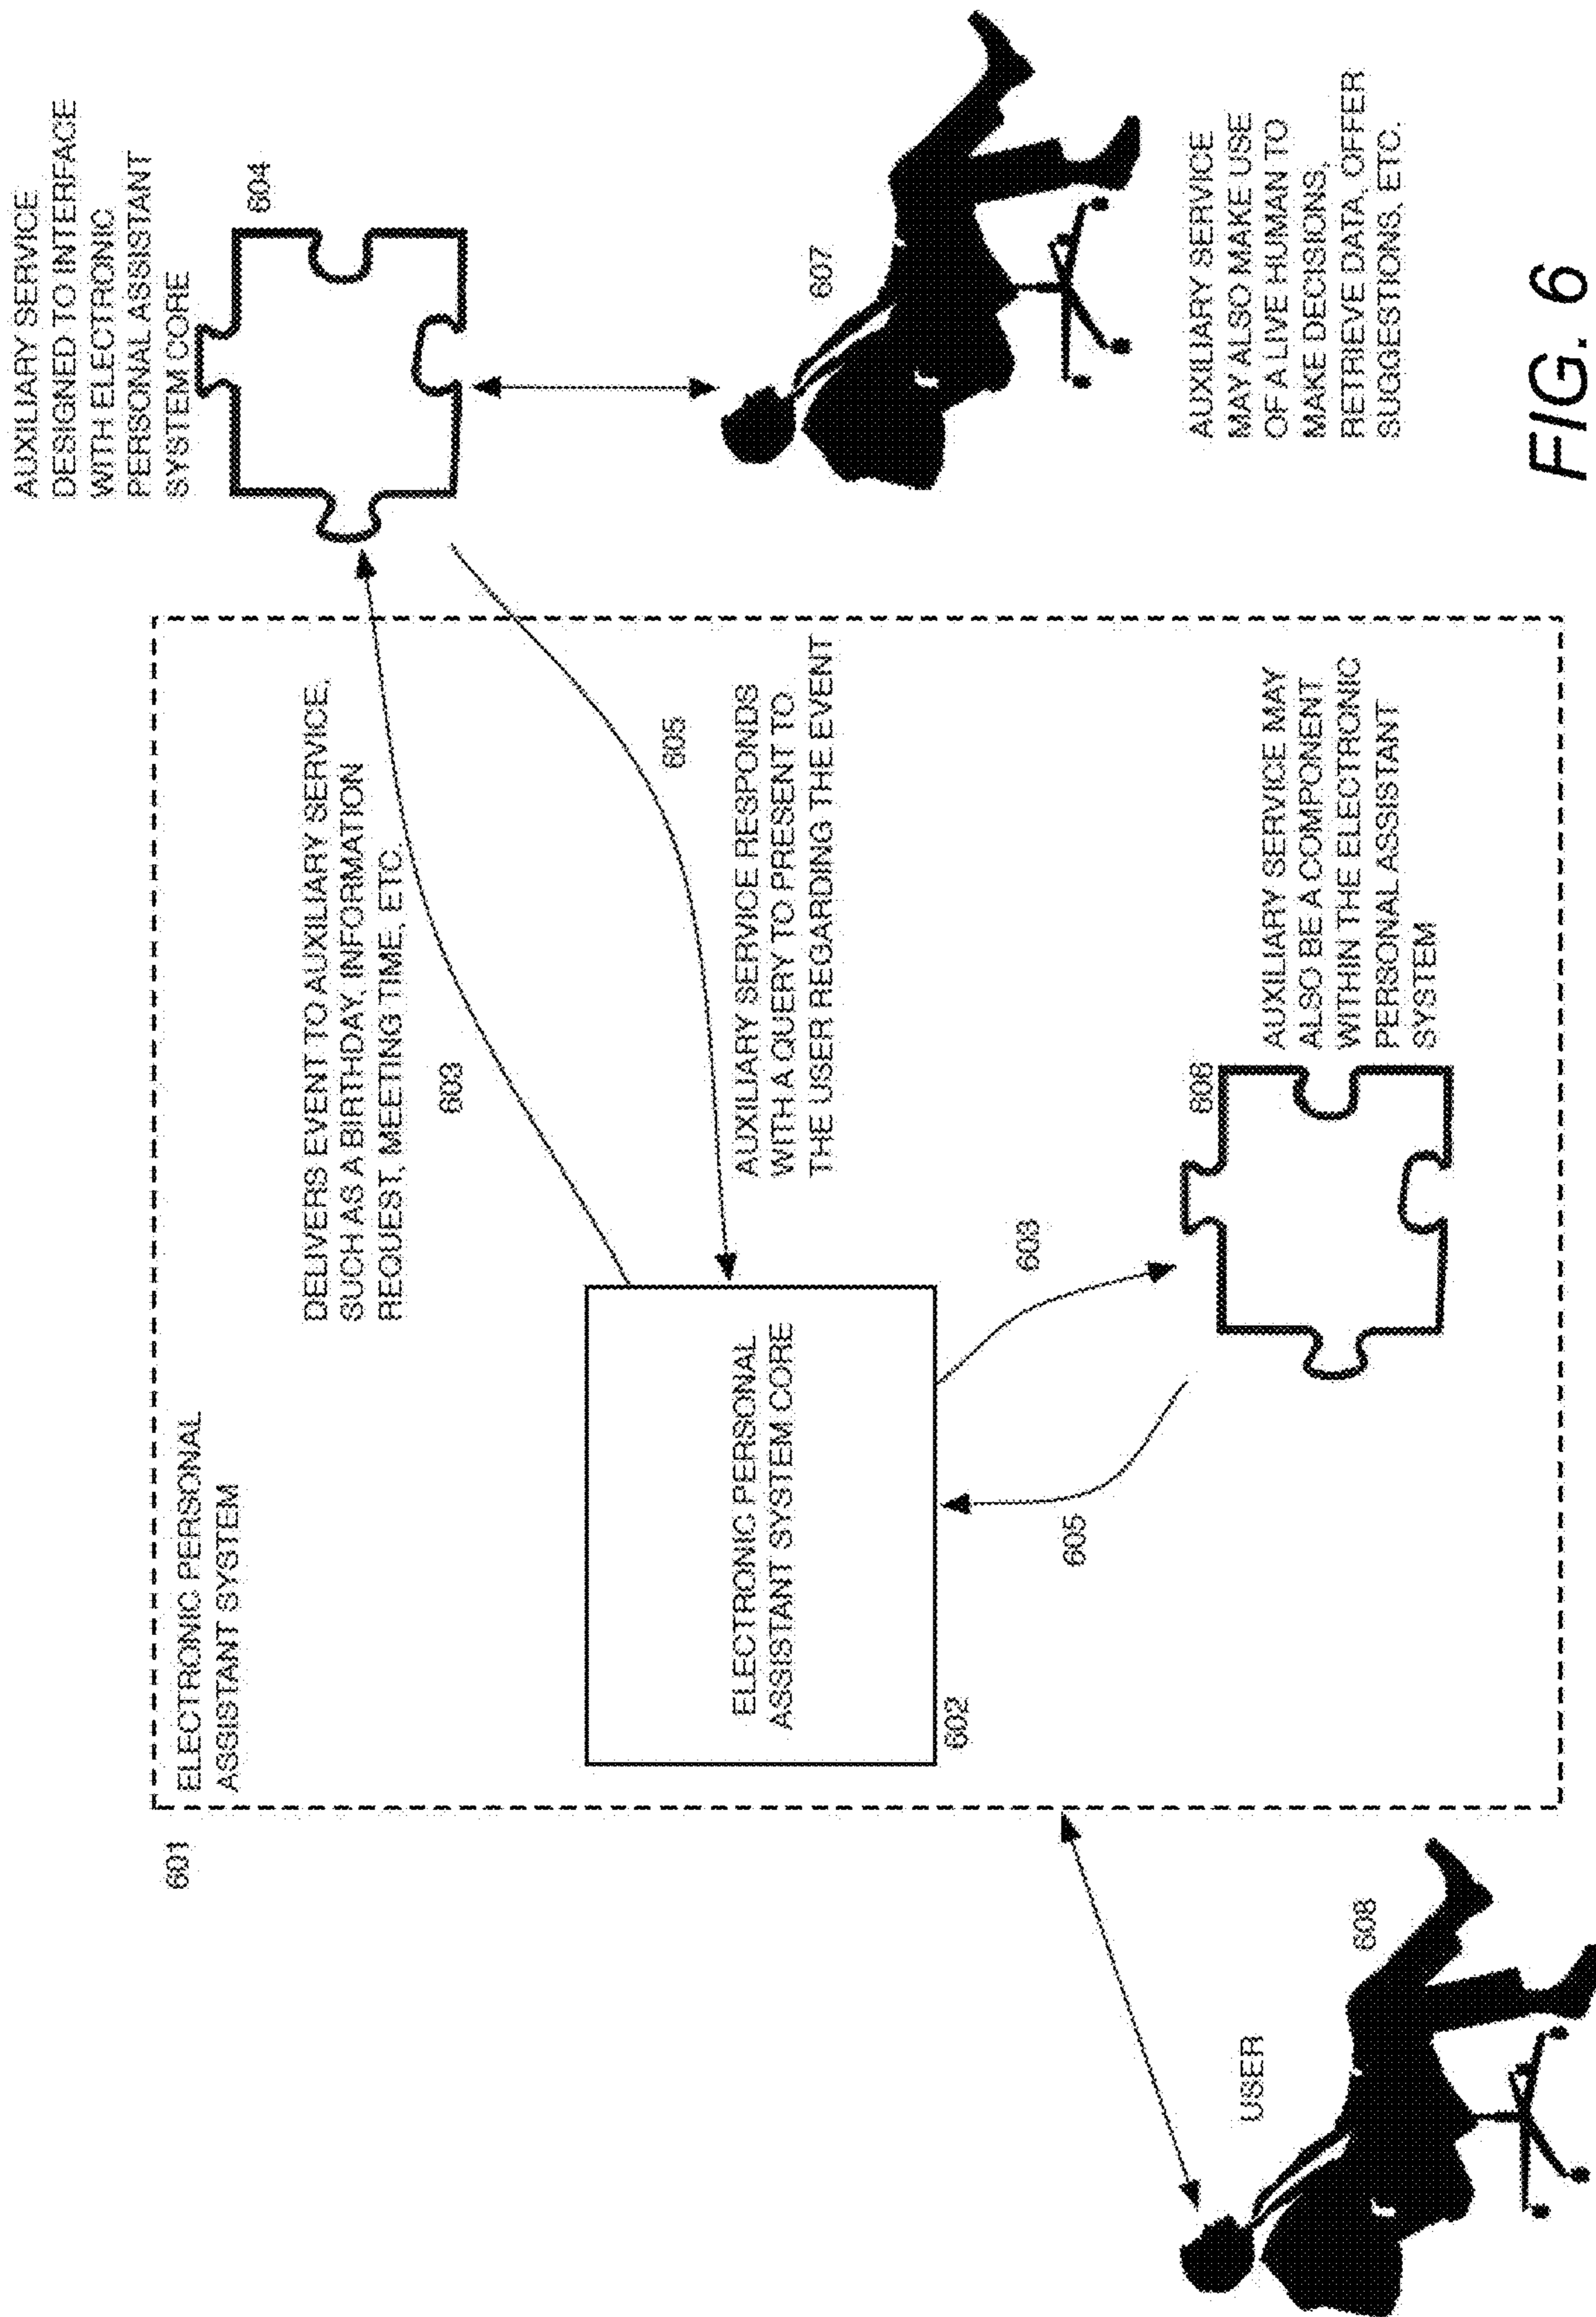 601
ELECTRONIC PERSONAL
ASSISTANT SYSTEM
DELIVERS EVENT TO AUXILIARY SERVICE,
SUCH AS A BIRTHDAY, INFORMATION
REQUEST, MEETING TIME, ETC.
603
AUXILIARY SERVICE
DESIGNED TO INTERFACE
WITH ELECTRONIC
PERSONAL ASSISTANT
SYSTEM CORE
604
605
AUXILIARY SERVICE RESPONDS
WITH A QUERY TO PRESENT TO
THE USER REGARDING THE EVENT
ELECTRONIC PERSONAL
ASSISTANT SYSTEM CORE
602
603
605
607
AUXILIARY SERVICE
MAY ALSO MAKE USE
OF A LIVE HUMAN TO
MAKE DECISIONS,
RETRIEVE DATA, OFFER
SUGGESTIONS, ETC.
AUXILIARY SERVICE MAY
ALSO BE A COMPONENT
WITHIN THE ELECTRONIC
PERSONAL ASSISTANT
SYSTEM
USER
608
FIG. 6